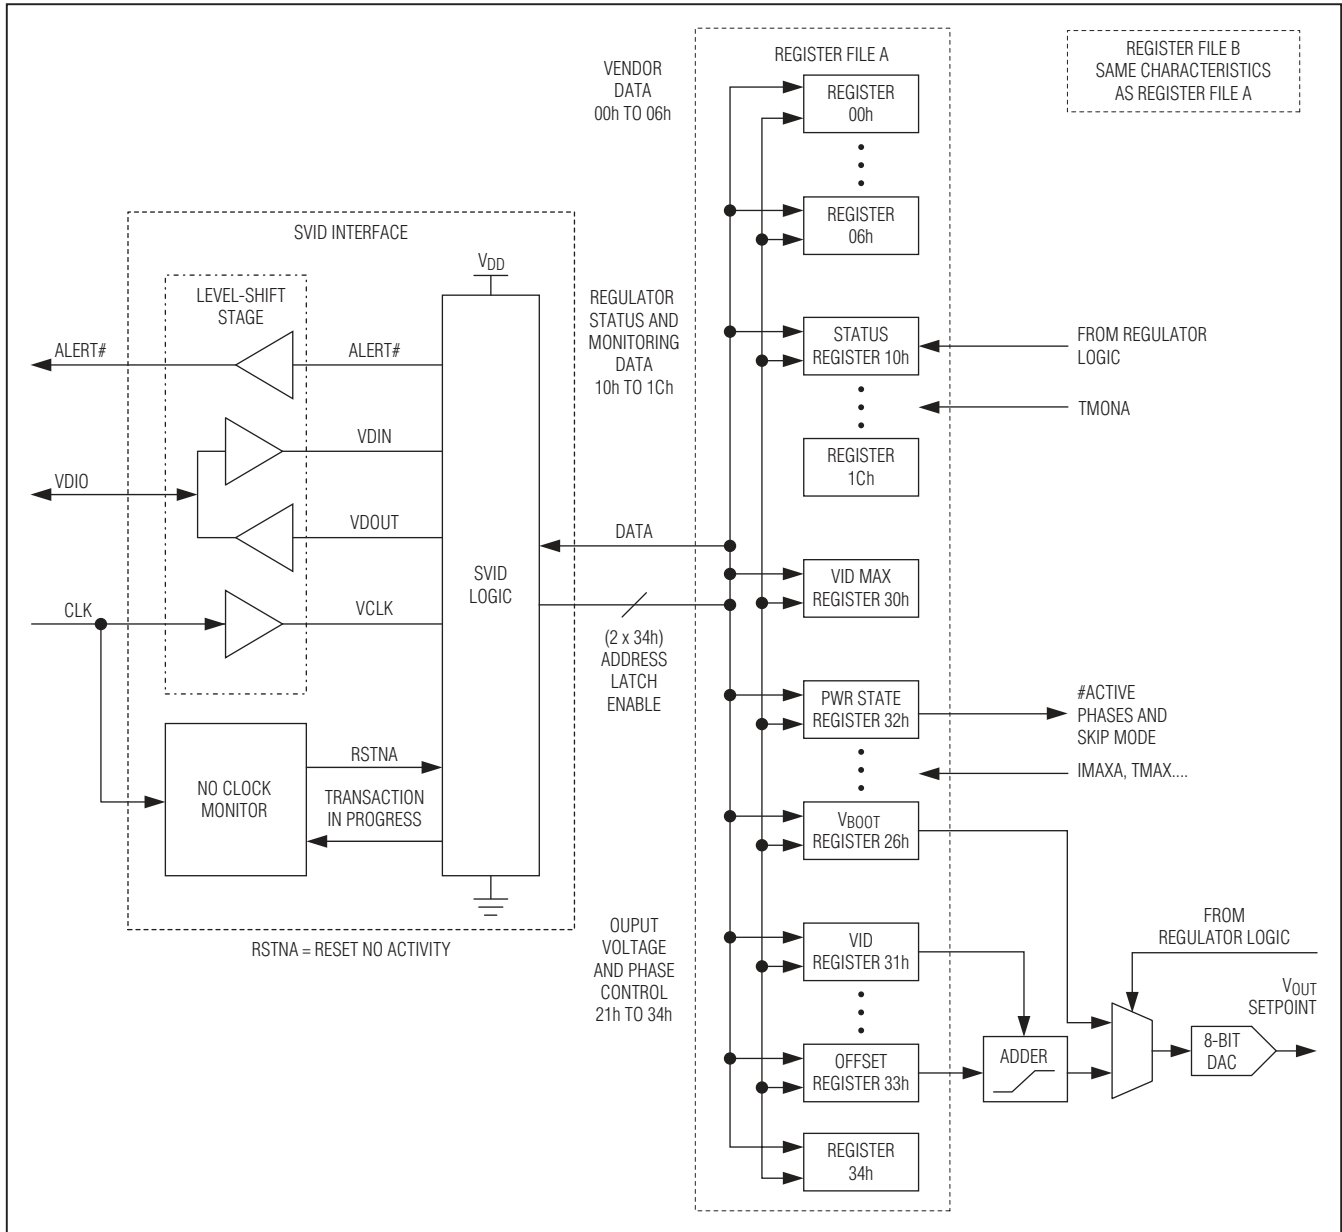 REGISTER FILE A
REGISTER FILE B
SAME CHARACTERISTICS
AS REGISTER FILE A
VENDOR
DATA
00h TO 06h
REGISTER
00h
REGISTER
06h
SVID INTERFACE
LEVEL-SHIFT
STAGE
VDD
ALERT#
ALERT#
VDIN
VDIO
VDOUT
CLK
VCLK
SVID
LOGIC
NO CLOCK
MONITOR
RSTNA
TRANSACTION
IN PROGRESS
RSTNA = RESET NO ACTIVITY
REGULATOR
STATUS AND
MONITORING
DATA
10h TO 1Ch
STATUS
REGISTER 10h
FROM REGULATOR
LOGIC
TMONA
REGISTER
1Ch
DATA
(2 x 34h)
ADDRESS
LATCH
ENABLE
VID MAX
REGISTER 30h
PWR STATE
REGISTER 32h
#ACTIVE
PHASES AND
SKIP MODE
IMAXA, TMAX....
VBOOT
REGISTER 26h
OUPUT
VOLTAGE
AND PHASE
CONTROL
21h TO 34h
VID
REGISTER 31h
FROM
REGULATOR LOGIC
VOUT
SETPOINT
OFFSET
REGISTER 33h
ADDER
8-BIT
DAC
REGISTER
34h